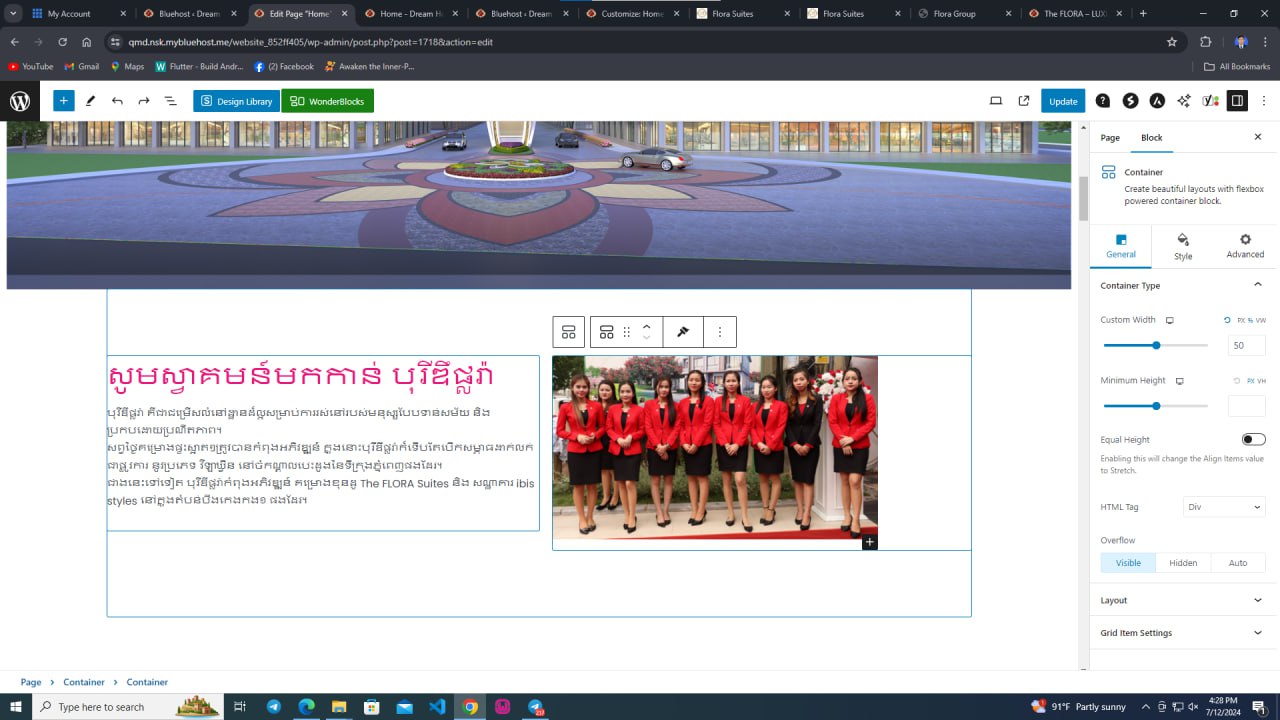 My Account
Bluehost ‹ Dream
Edit Page "Home"
Home - Dream Ho
Bluehost ‹ Dream
Customize: Home
Flora Suites
Flora Suites
Flora Group
The FLORA – LUX
qmd.nsk.mybluehost.me/website_852ff405/wp-admin/post.php?post=1718&action=edit
YouTube
Gmail
Maps
Flutter - Build Andr...
(2) Facebook
Awaken the Inner-P...
All Bookmarks
Design Library
WonderBlocks
Update
Page
Block
Container
Create beautiful layouts with flexbox
powered container block.
General
Style
Advanced
Container Type
Custom Width
PX % VW
50
Minimum Height
PX VH
Equal Height
Enabling this will change the Align Items value
to Stretch.
HTML Tag
Div
Overflow
Visible
Hidden
Auto
Layout
Grid Item Settings
សូមស្វាគមន៍មកកាន់ បុរីឌីផ្លូរ៉ា
បុរីឌីផ្លរ៉ា គឺជាជម្រើសលំនៅឋានដ៏ល្អសម្រាប់ការរស់នៅរបស់មនុស្សបែបទាន់សម័យ និង
ប្រកបដោយប្រណីតភាព។
ជាងនេះទៅទៀត បុរីឌីផ្លរ៉ាកំពុងអភិវឌ្ឍន៍ គម្រោងខុនដូ The FLORA Suites និង សណ្ឋាគារ ibis
styles នៅក្នុងតំបន់បឹងកេងកង១ ផងដែរ។
Page
Container
Container
Type here to search
91°F Partly sunny
4:28 PM
7/12/2024